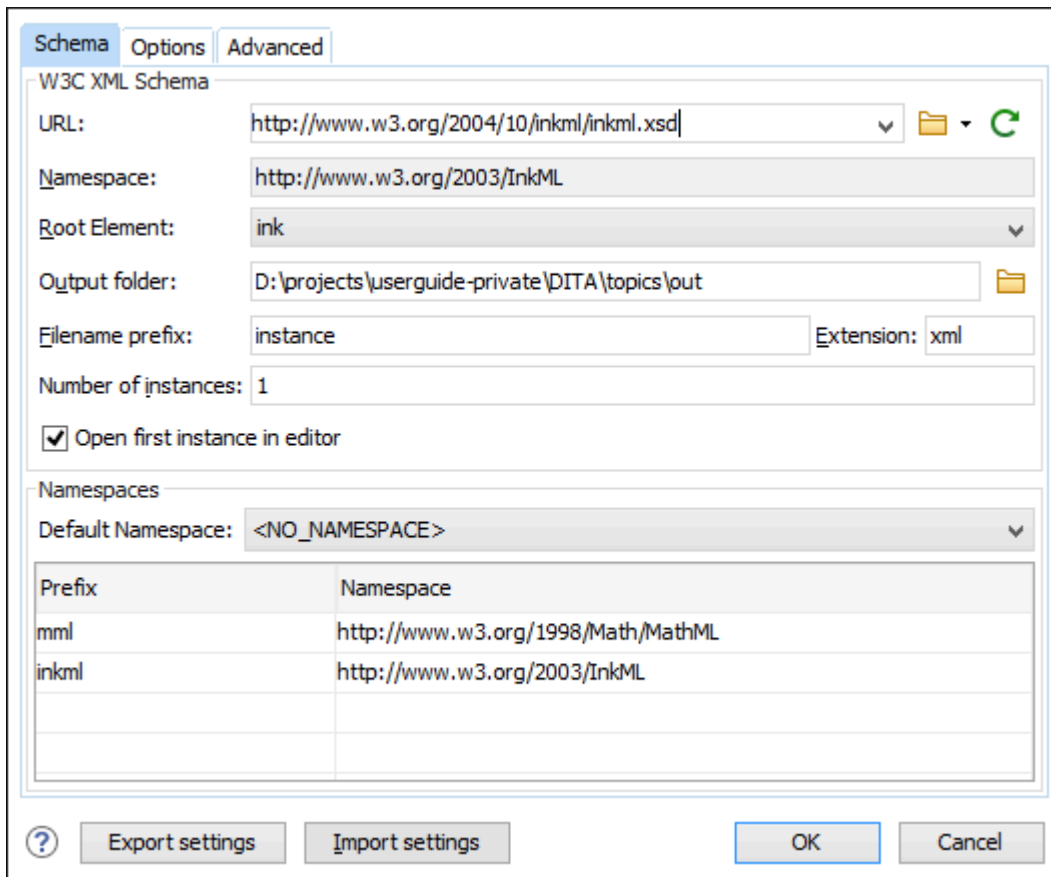 Schema Options Advanced
W3C XML Schema
URL: http://www.w3.org/2004/10/inkml/inkml.xsd
Namespace: http://www.w3.org/2003/InkML
Root Element: ink
Output folder: D:\projects\userguide-private\DITA\topics\out
Filename prefix: instance Extension: xml
Number of instances: 1
Open first instance in editor
Namespaces
Default Namespace: <NO_NAMESPACE>
Prefix Namespace
mml http://www.w3.org/1998/Math/MathML
inkml http://www.w3.org/2003/InkML
? Export settings Import settings OK Cancel